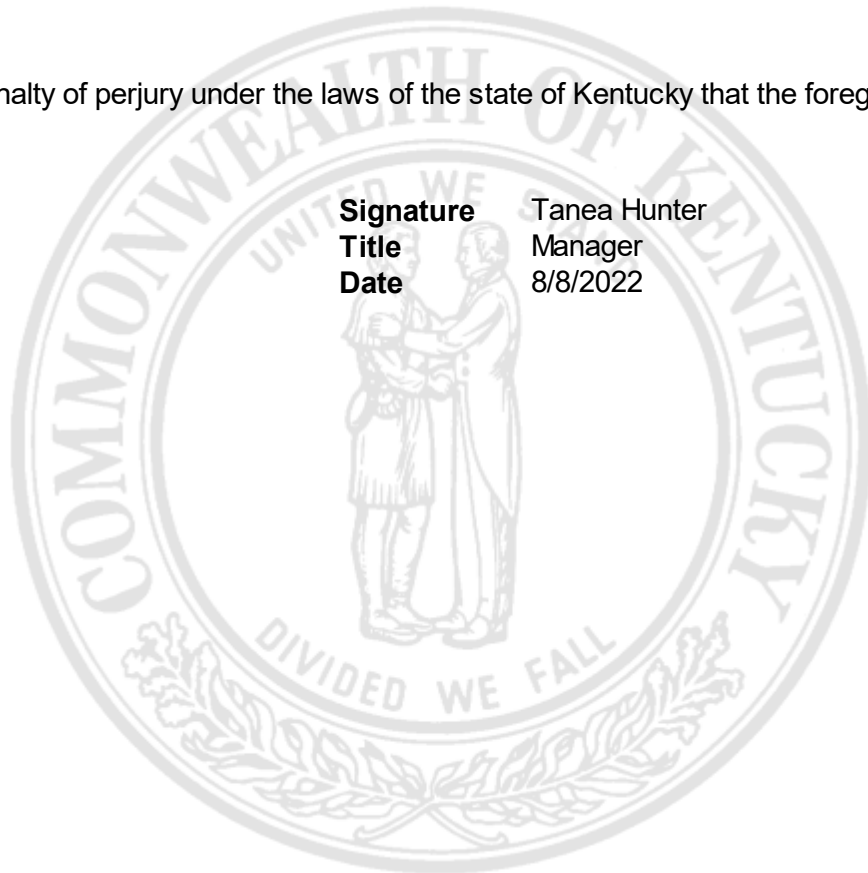 nalty of perjury under the laws of the state of Kentucky that the foreg
Signature Tanea Hunter
Title Manager
Date 8/8/2022
COMMONWEALTH OF KENTUCKY
UNITED WE STAND
DIVIDED WE FALL